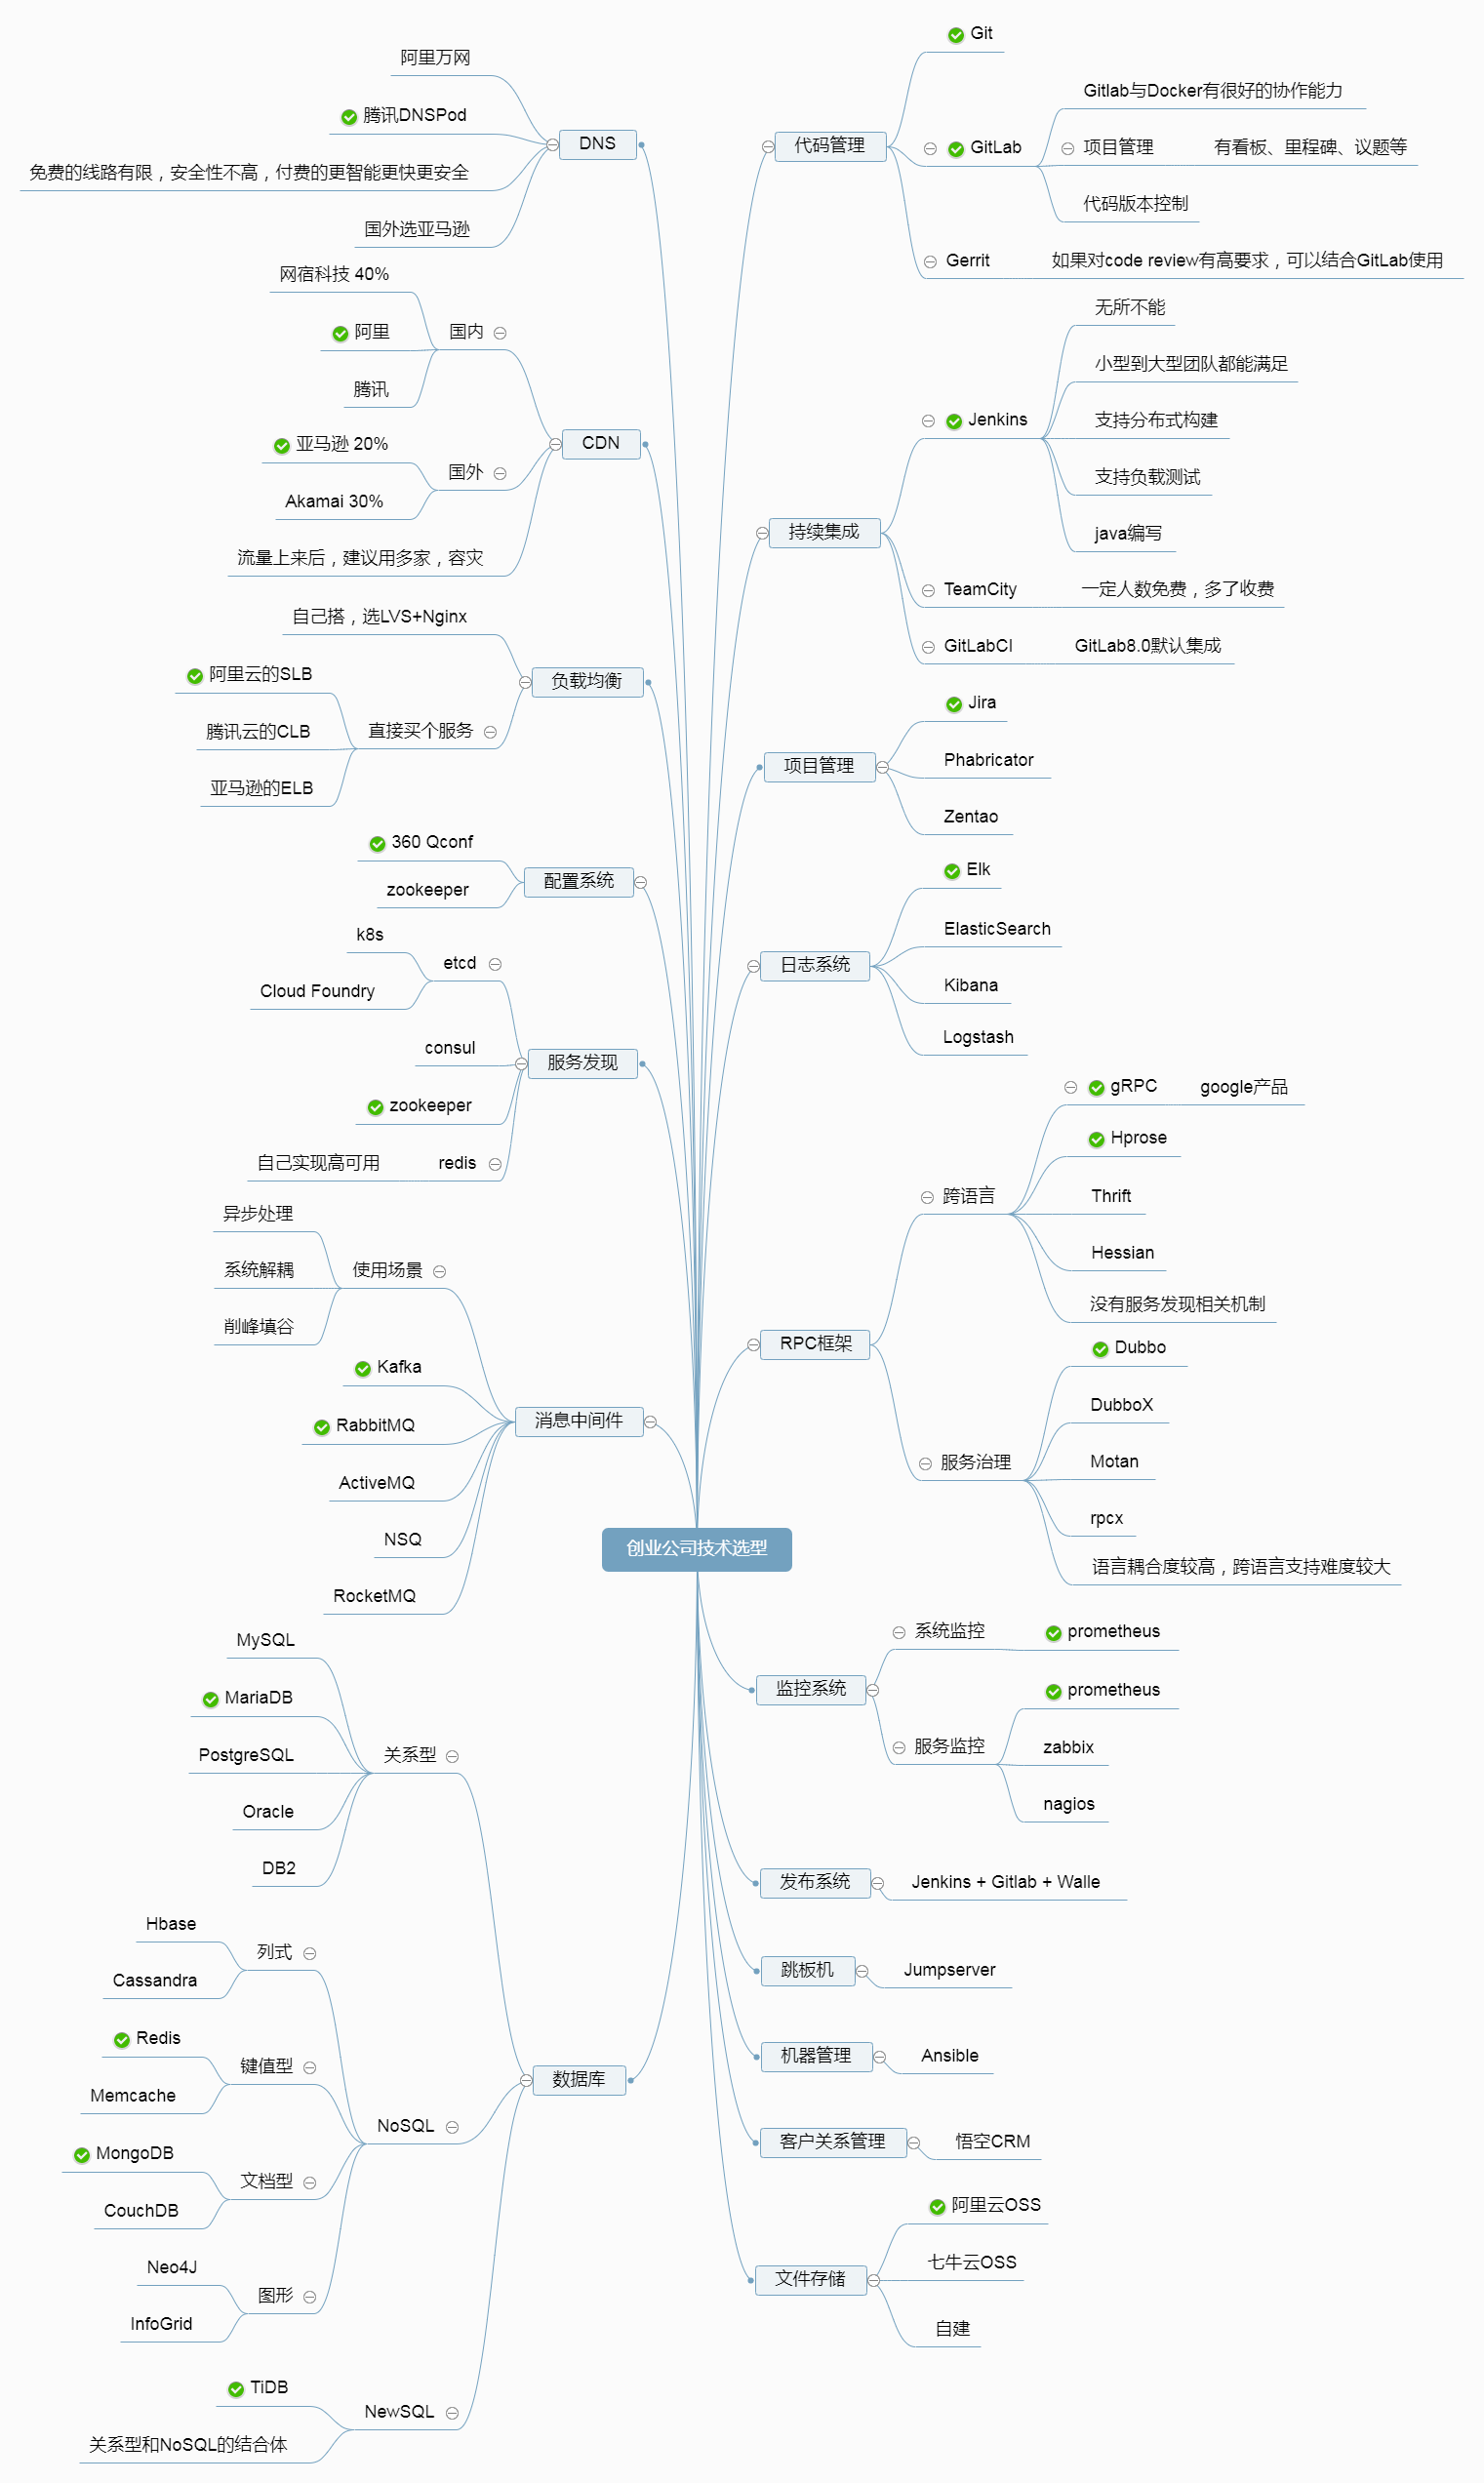 创业公司技术选型
DNS
阿里万网
腾讯DNSPod
免费的线路有限，安全性不高，付费的更智能更快更安全
国外选亚马逊
CDN
国内
网宿科技 40%
阿里
腾讯
国外
亚马逊 20%
Akamai 30%
流量上来后，建议用多家，容灾
负载均衡
自己搭，选LVS+Nginx
直接买个服务
阿里云的SLB
腾讯云的CLB
亚马逊的ELB
配置系统
360 Qconf
zookeeper
服务发现
etcd
k8s
Cloud Foundry
consul
zookeeper
redis
自己实现高可用
消息中间件
使用场景
异步处理
系统解耦
削峰填谷
Kafka
RabbitMQ
ActiveMQ
NSQ
RocketMQ
数据库
关系型
MySQL
MariaDB
PostgreSQL
Oracle
DB2
NoSQL
列式
Hbase
Cassandra
键值型
Redis
Memcache
文档型
MongoDB
CouchDB
图形
Neo4J
InfoGrid
NewSQL
TiDB
关系型和NoSQL的结合体
代码管理
Git
GitLab
Gitlab与Docker有很好的协作能力
项目管理
有看板、里程碑、议题等
代码版本控制
Gerrit
如果对code review有高要求，可以结合GitLab使用
持续集成
Jenkins
无所不能
小型到大型团队都能满足
支持分布式构建
支持负载测试
java编写
TeamCity
一定人数免费，多了收费
GitLabCI
GitLab8.0默认集成
项目管理
Jira
Phabricator
Zentao
日志系统
Elk
ElasticSearch
Kibana
Logstash
RPC框架
跨语言
gRPC
google产品
Hprose
Thrift
Hessian
没有服务发现相关机制
服务治理
Dubbo
DubboX
Motan
rpcx
语言耦合度较高，跨语言支持难度较大
监控系统
系统监控
prometheus
服务监控
prometheus
zabbix
nagios
发布系统
Jenkins + Gitlab + Walle
跳板机
Jumpserver
机器管理
Ansible
客户关系管理
悟空CRM
文件存储
阿里云OSS
七牛云OSS
自建